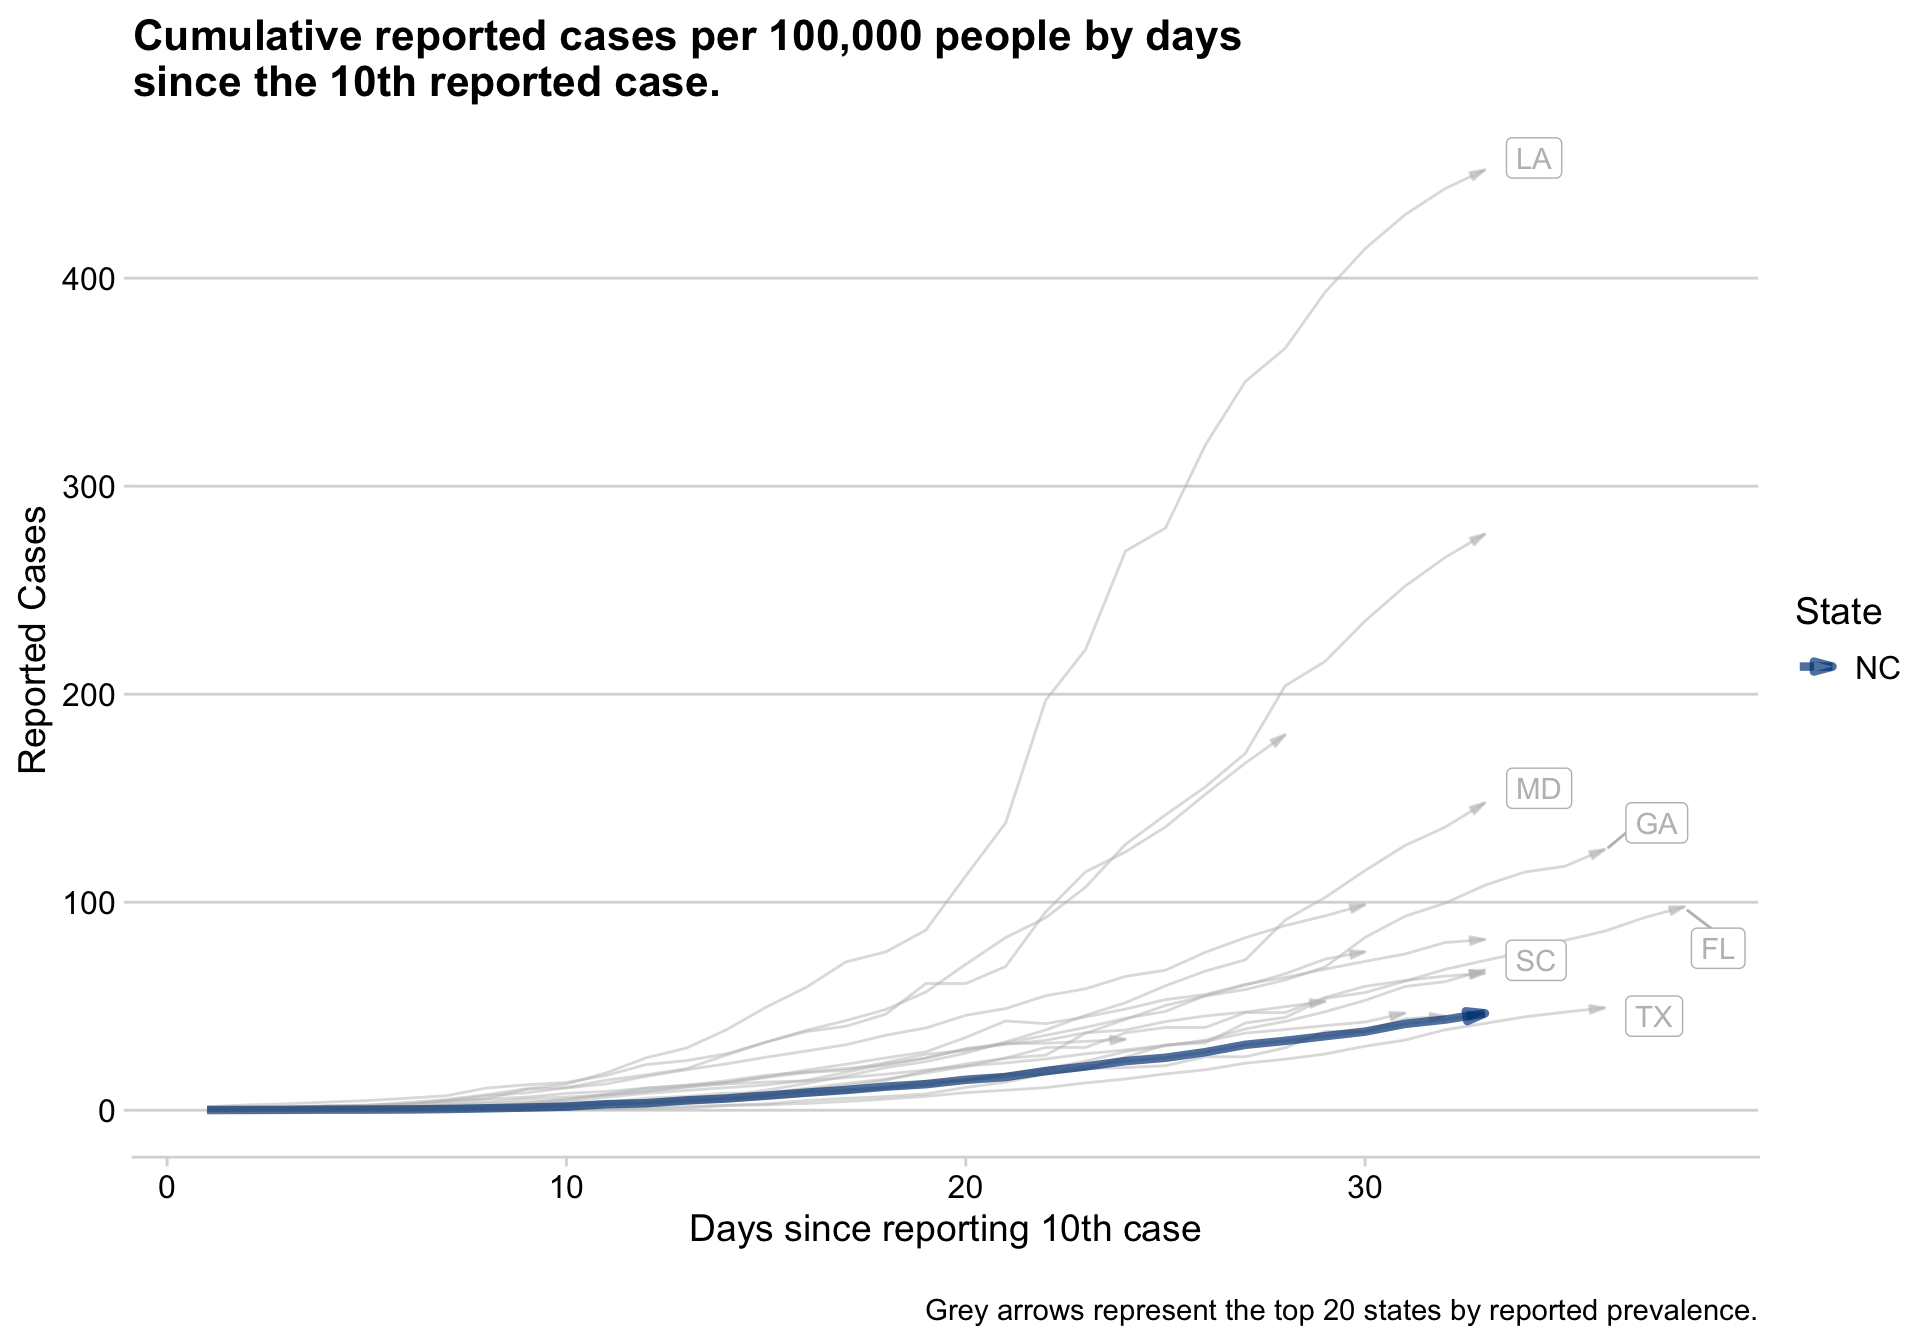 Cumulative reported cases per 100,000 people by days
since the 10th reported case.
LA
400
300
200
100
0
MD
GA
FL
SC
TX
Reported Cases
State
NC
0 10 20 30
Days since reporting 10th case
Grey arrows represent the top 20 states by reported prevalence.